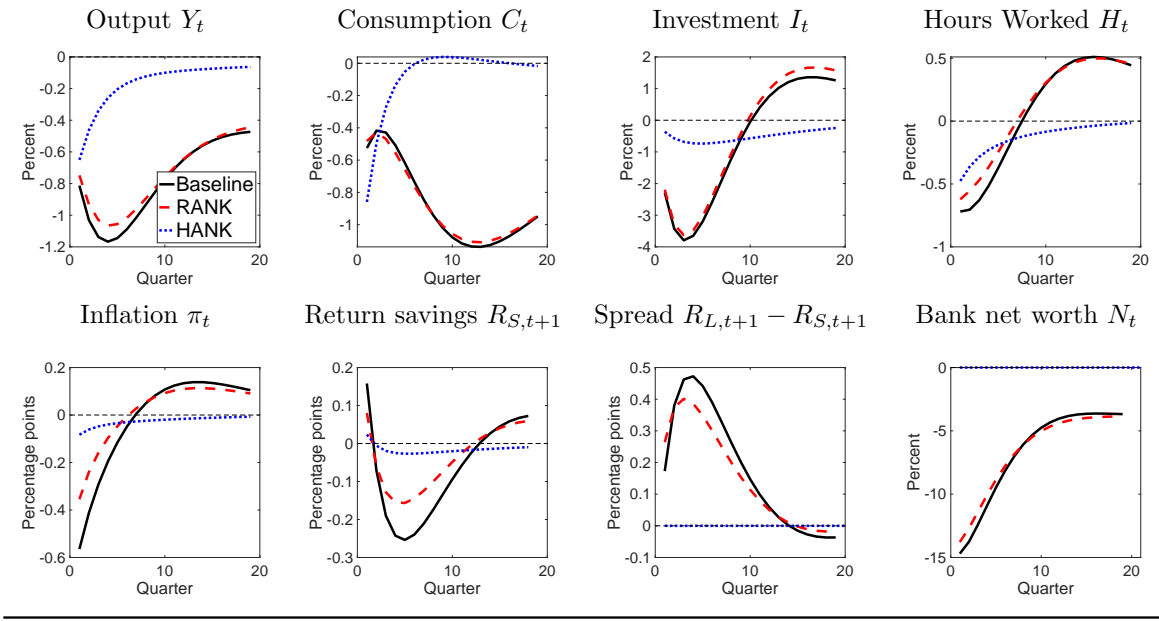 Output Y_t
Consumption C_t
Investment I_t
Hours Worked H_t
Percent
0
-0.2
-0.4
-0.6
-0.8
-1
-1.2
0 10 20
Quarter
Baseline
RANK
HANK
Percent
0
-0.2
-0.4
-0.6
-0.8
-1
0 10 20
Quarter
Percent
2
1
0
-1
-2
-3
-4
0 10 20
Quarter
Percent
0.5
0
-0.5
-1
0 10 20
Quarter
Inflation π_t
Return savings R_{S,t+1}
Spread R_{L,t+1} − R_{S,t+1}
Bank net worth N_t
Percentage points
0.2
0
-0.2
-0.4
-0.6
0 10 20
Quarter
Percentage points
0.2
0.1
0
-0.1
-0.2
-0.3
0 10 20
Quarter
Percentage points
0.5
0.4
0.3
0.2
0.1
0
-0.1
0 10 20
Quarter
Percent
0
-5
-10
-15
0 10 20
Quarter